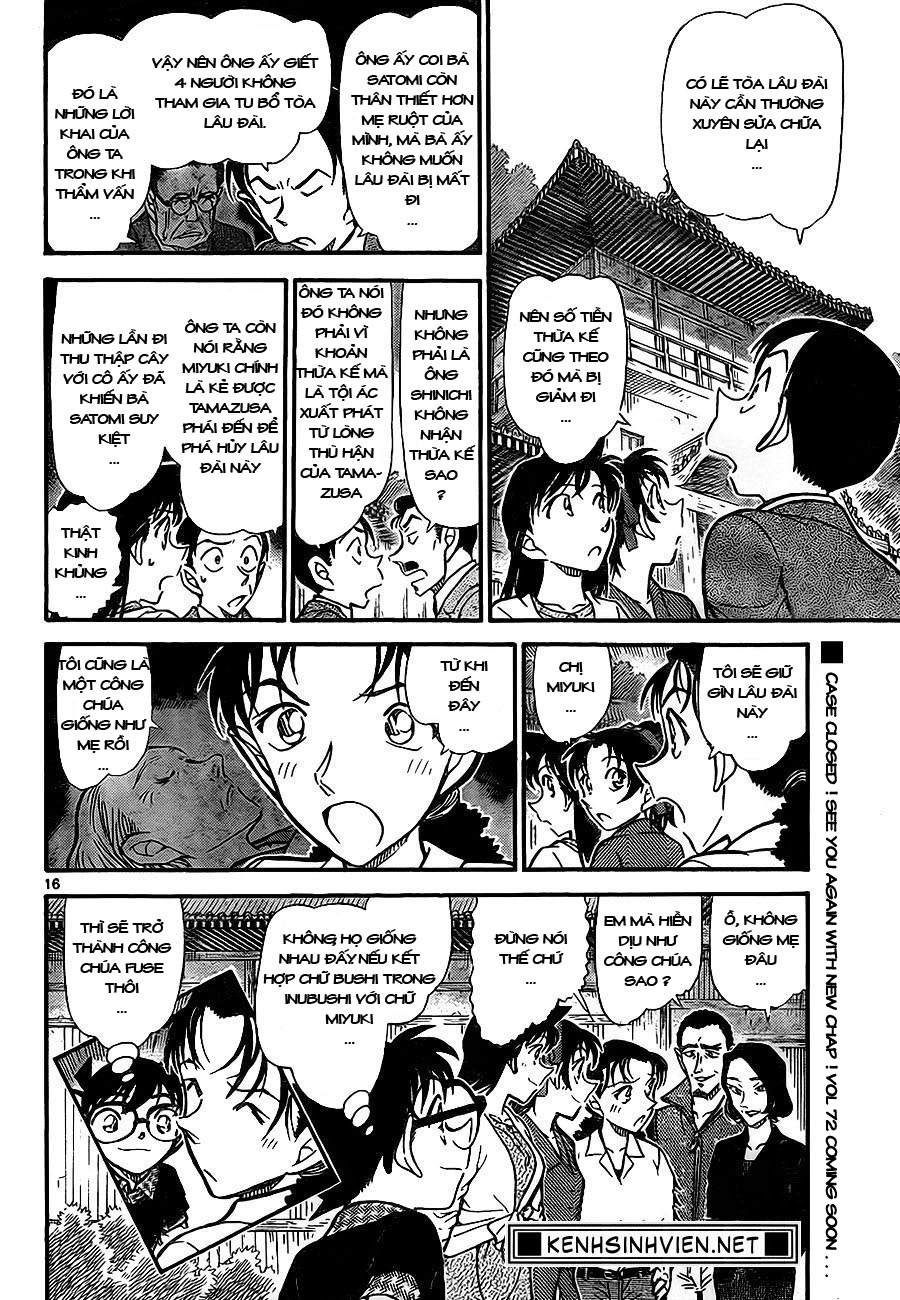 CÓ LẼ TÒA LÂU ĐÀI
NÀY CẦN THƯỜNG
XUYÊN SỬA CHỮA
LẠI
...
NÊN SỐ TIỀN
THỪA KẾ
CŨNG THEO
ĐÓ MÀ BỊ
GIẢM ĐI
...
ÔNG ẤY COI BÀ
SATOMI CÒN
THÂN THIẾT HƠN
MẸ RUỘT CỦA
MÌNH, MÀ BÀ ẤY
KHÔNG MUỐN
LÂU ĐÀI BỊ MẤT
ĐI
...
VẬY NÊN ÔNG ẤY GIẾT
4 NGƯỜI KHÔNG
THAM GIA TU BỔ TÒA
LÂU ĐÀI.
ĐÓ LÀ
NHỮNG LỜI
KHAI CỦA
ÔNG TA
TRONG KHI
THẨM VẤN
...
NHƯNG
KHÔNG
PHẢI LÀ
ÔNG
SHINICHI
KHÔNG
NHẬN
THỪA KẾ
SAO
?
ÔNG TA NÓI
ĐÓ KHÔNG
PHẢI VÌ
KHOẢN
THỪA KẾ MÀ
LÀ TỘI ÁC
XUẤT PHÁT
TỪ LÒNG
THÙ HẬN
CỦA TAMA-
ZUSA
ÔNG TA CÒN
NÓI RẰNG
MIYUKI CHÍNH
LÀ KẺ ĐƯỢC
TAMAZUSA
PHÁI ĐẾN ĐỂ
PHÁ HỦY LÂU
ĐÀI NÀY
NHỮNG LẦN ĐI
THU THẬP CÂY
VỚI CÔ ẤY ĐÃ
KHIẾN BÀ
SATOMI SUY
KIỆT
...
THẬT
KINH
KHỦNG
...
TÔI SẼ GIỮ
GÌN LÂU ĐÀI
NÀY
...
CHỊ
MIYUKI
...
TỪ KHI
ĐẾN
ĐÂY
...
TÔI CŨNG LÀ
MỘT CÔNG
CHÚA
GIỐNG NHƯ
MẸ RỒI
...
16
Ồ, KHÔNG
GIỐNG MẸ
ĐÂU
EM MÀ HIỀN
DỊU NHƯ
CÔNG CHÚA
SAO ?
ĐỪNG NÓI
THẾ CHỨ
...
KHÔNG, HỌ GIỐNG
NHAU ĐẤY, NẾU KẾT
HỢP CHỮ BUSHI TRONG
INUBUSHI VỚI CHỮ
MIYUKI
...
THÌ SẼ TRỞ
THÀNH CÔNG
CHÚA FUSE
THÔI
...
CASE CLOSED ! SEE YOU AGAIN WITH NEW CHAP ! VOL 72 COMING SOON . . .
KENHSINHVIEN.NET